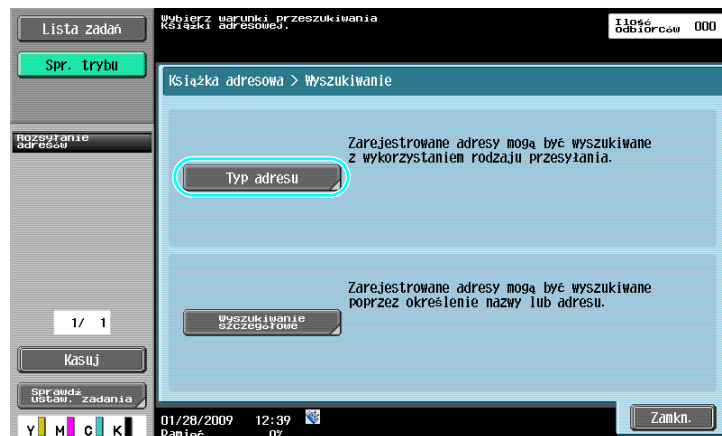 Lista zadań
Wybierz warunki przeszukiwania
Książki adresowej.
Ilość
odbiorców 000
Spr. trybu
Książka adresowa > Wyszukiwanie
Rozsyłanie
adresów
Zarejestrowane adresy mogą być wyszukiwane
z wykorzystaniem rodzaju przesyłania.
Typ adresu
Zarejestrowane adresy mogą być wyszukiwane
poprzez określenie nazwy lub adresu.
Wyszukiwanie
szczegółowe
1/ 1
Kasuj
Sprawdź
ustaw. zadania
Zamkn.
01/28/2009 12:39
Pamięć 0%
Y M C K